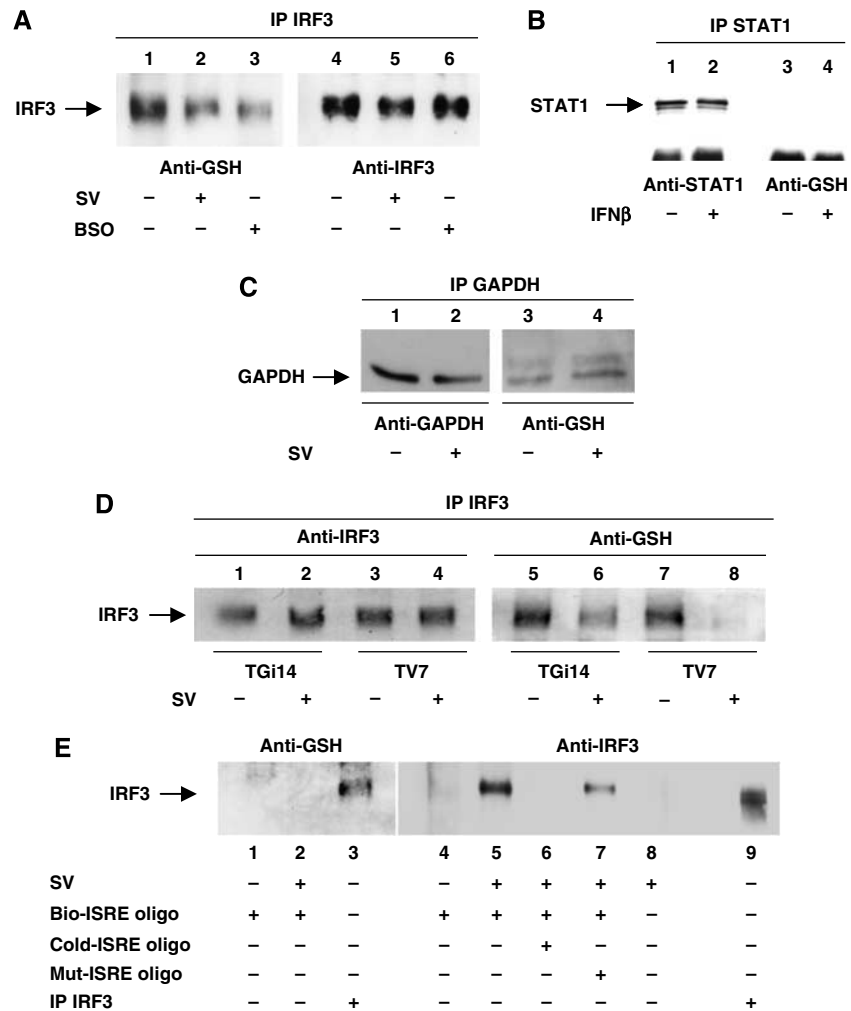 A
IP IRF3
1 2 3 4 5 6
IRF3
Anti-GSH Anti-IRF3
SV – + – – + –
BSO – – + – – +
B
IP STAT1
1 2 3 4
STAT1
Anti-STAT1 Anti-GSH
IFNβ – + – +
C
IP GAPDH
1 2 3 4
GAPDH
Anti-GAPDH Anti-GSH
SV – + – +
D
IP IRF3
Anti-IRF3 Anti-GSH
1 2 3 4 5 6 7 8
IRF3
TGi14 TV7 TGi14 TV7
SV – + – + – + – +
E
Anti-GSH Anti-IRF3
IRF3
1 2 3 4 5 6 7 8 9
SV – + – – + + + + –
Bio-ISRE oligo + + – + + + + – –
Cold-ISRE oligo – – – – – + – – –
Mut-ISRE oligo – – – – – – + – –
IP IRF3 – – + – – – – – +